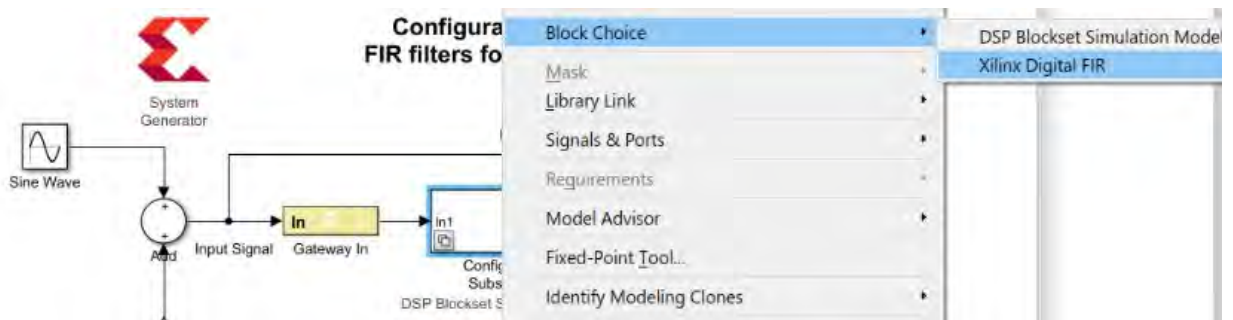 Configura
FIR filters fo
System
Generator
Sine Wave
+
+
Add
Input Signal
In
Gateway In
In1
Config
Subs
DSP Blockset S
Block Choice
Mask
Library Link
Signals & Ports
Requirements
Model Advisor
Fixed-Point Tool...
Identify Modeling Clones
DSP Blockset Simulation Model
Xilinx Digital FIR